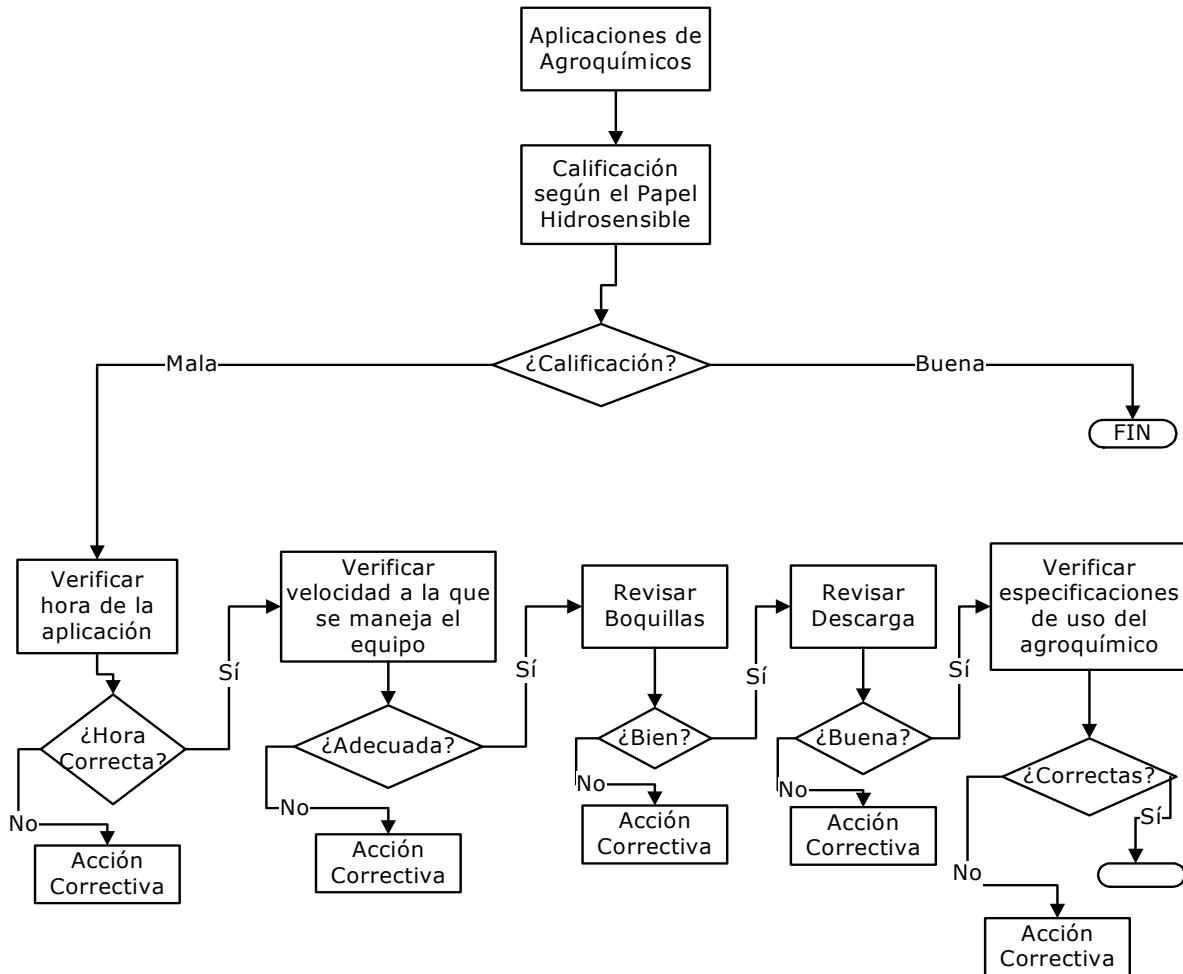 Aplicaciones de
Agroquímicos
Calificación
según el Papel
Hidrosensible
¿Calificación?
Mala
Buena
FIN
Verificar
hora de la
aplicación
¿Hora
Correcta?
No
Acción
Correctiva
Sí
Verificar
velocidad a la que
se maneja el
equipo
¿Adecuada?
No
Acción
Correctiva
Sí
Revisar
Boquillas
¿Bien?
No
Acción
Correctiva
Sí
Revisar
Descarga
¿Buena?
No
Acción
Correctiva
Sí
Verificar
especificaciones
de uso del
agroquímico
¿Correctas?
No
Acción
Correctiva
Sí